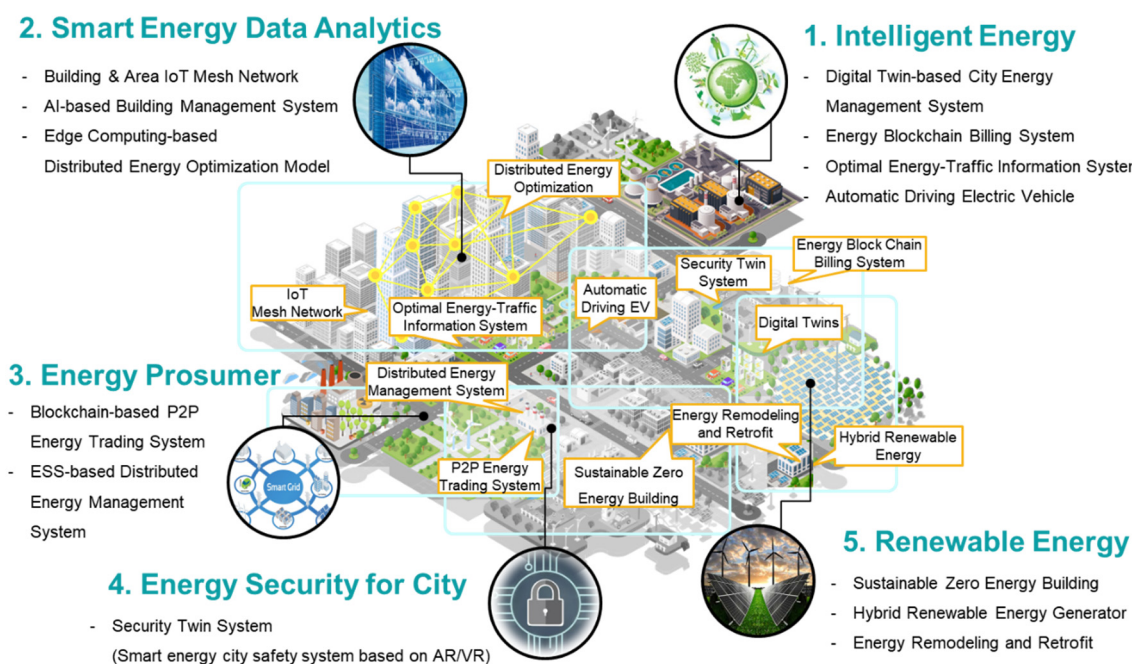 2. Smart Energy Data Analytics
- Building & Area IoT Mesh Network
- AI-based Building Management System
- Edge Computing-based
Distributed Energy Optimization Model
1. Intelligent Energy
- Digital Twin-based City Energy
Management System
- Energy Blockchain Billing System
- Optimal Energy-Traffic Information System
- Automatic Driving Electric Vehicle
Distributed Energy
Optimization
Energy Block Chain
Billing System
Security Twin
System
IoT
Mesh Network
Optimal Energy-Traffic
Information System
Automatic
Driving EV
Digital Twins
3. Energy Prosumer
- Blockchain-based P2P
Energy Trading System
- ESS-based Distributed
Energy Management
System
Smart Grid
Distributed Energy
Management System
P2P Energy
Trading System
Sustainable Zero
Energy Building
Energy Remodeling
and Retrofit
Hybrid Renewable
Energy
4. Energy Security for City
- Security Twin System
(Smart energy city safety system based on AR/VR)
5. Renewable Energy
- Sustainable Zero Energy Building
- Hybrid Renewable Energy Generator
- Energy Remodeling and Retrofit